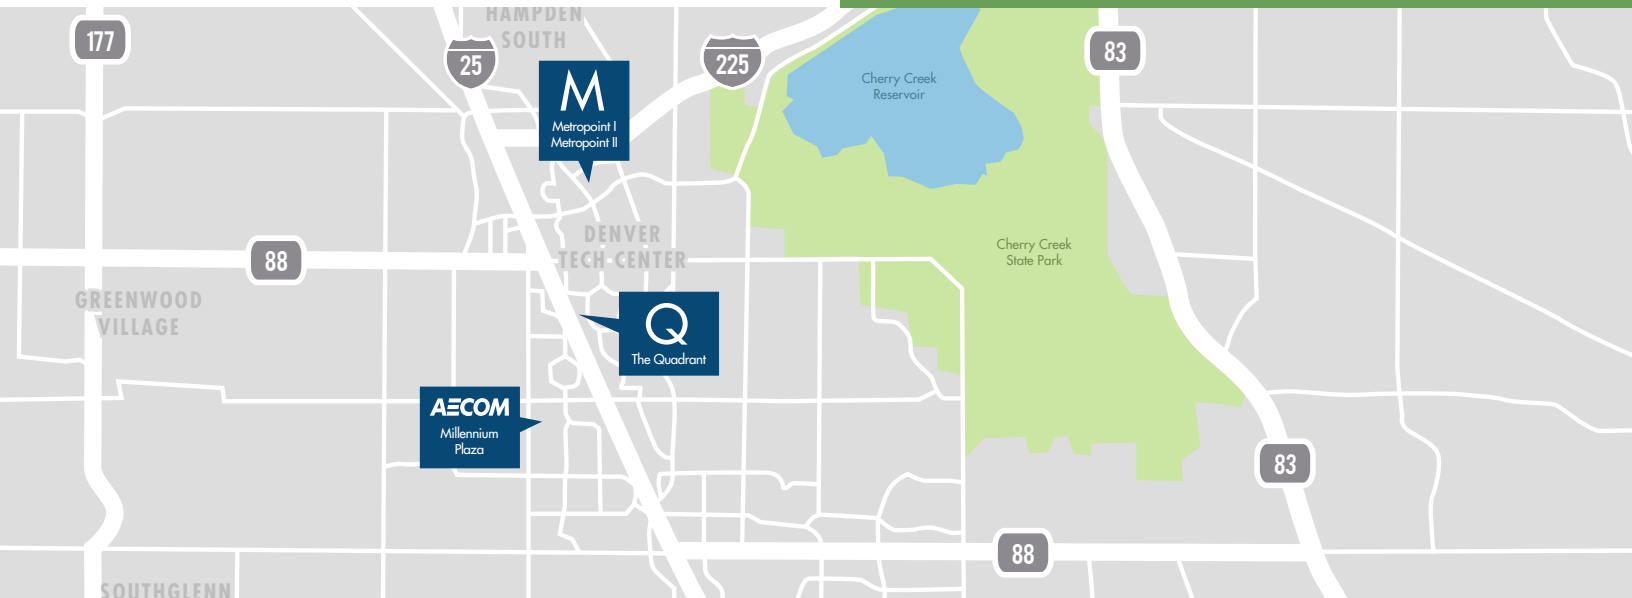 HAMPDEN
SOUTH
177
25
225
83
M
Metropoint I
Metropoint II
Cherry Creek
Reservoir
DENVER
TECH CENTER
88
Cherry Creek
State Park
GREENWOOD
VILLAGE
Q
The Quadrant
AECOM
Millennium
Plaza
83
88
SOUTHGLENN